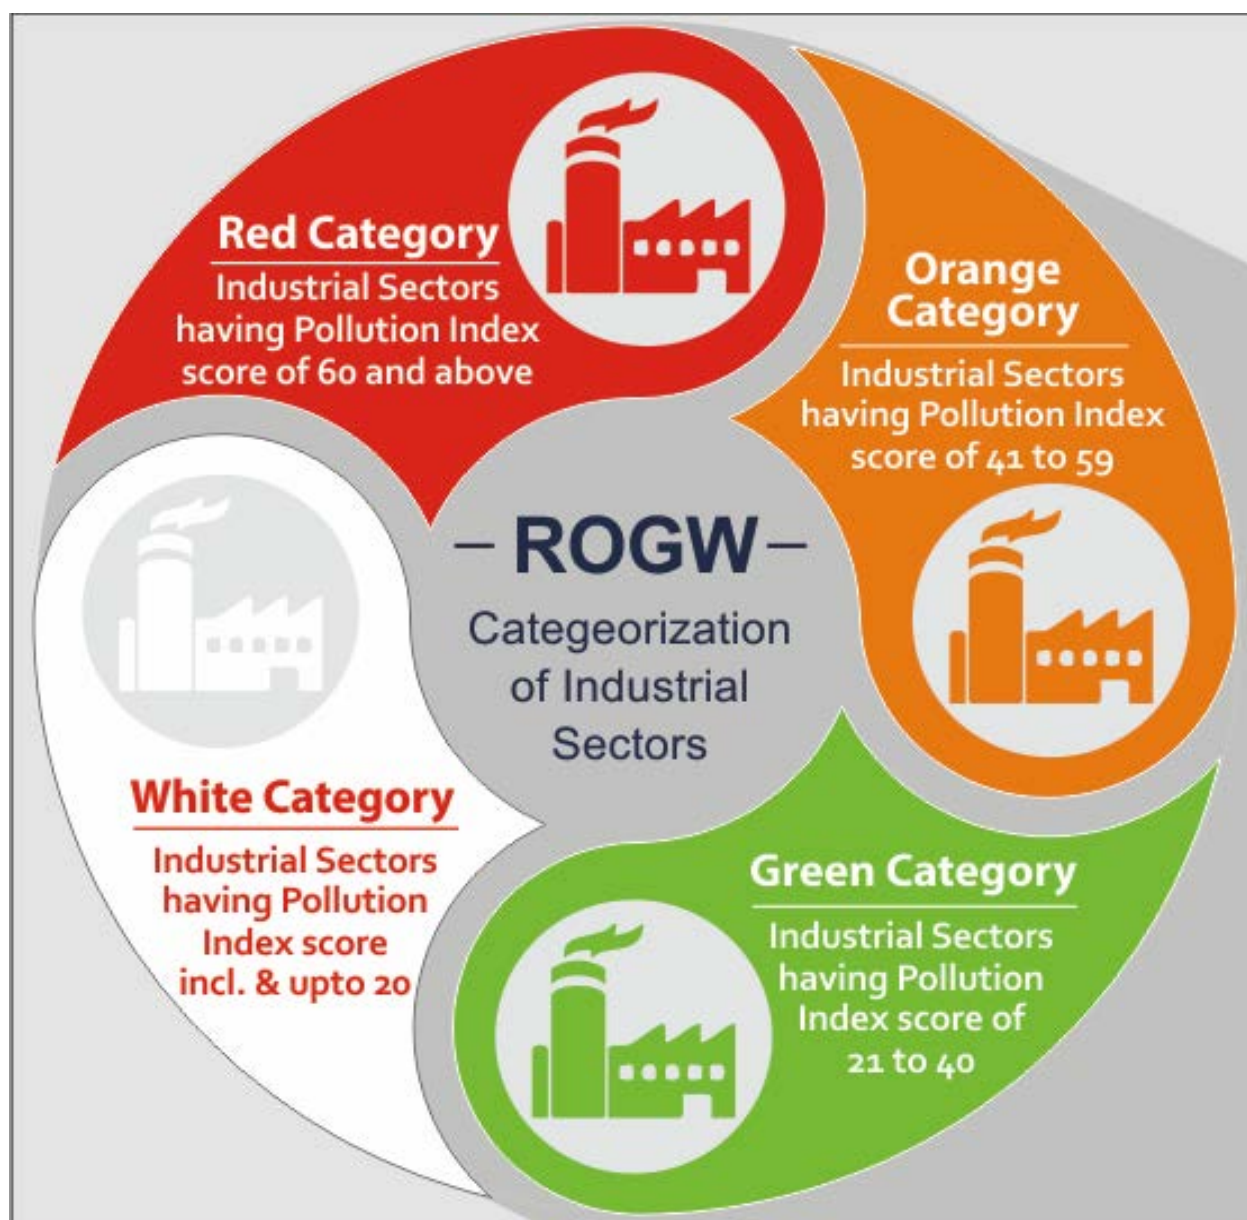 Red Category
Industrial Sectors
having Pollution Index
score of 60 and above
Orange
Category
Industrial Sectors
having Pollution Index
score of 41 to 59
– ROGW –
Categeorization
of Industrial
Sectors
White Category
Industrial Sectors
having Pollution
Index score
incl. & upto 20
Green Category
Industrial Sectors
having Pollution
Index score of
21 to 40